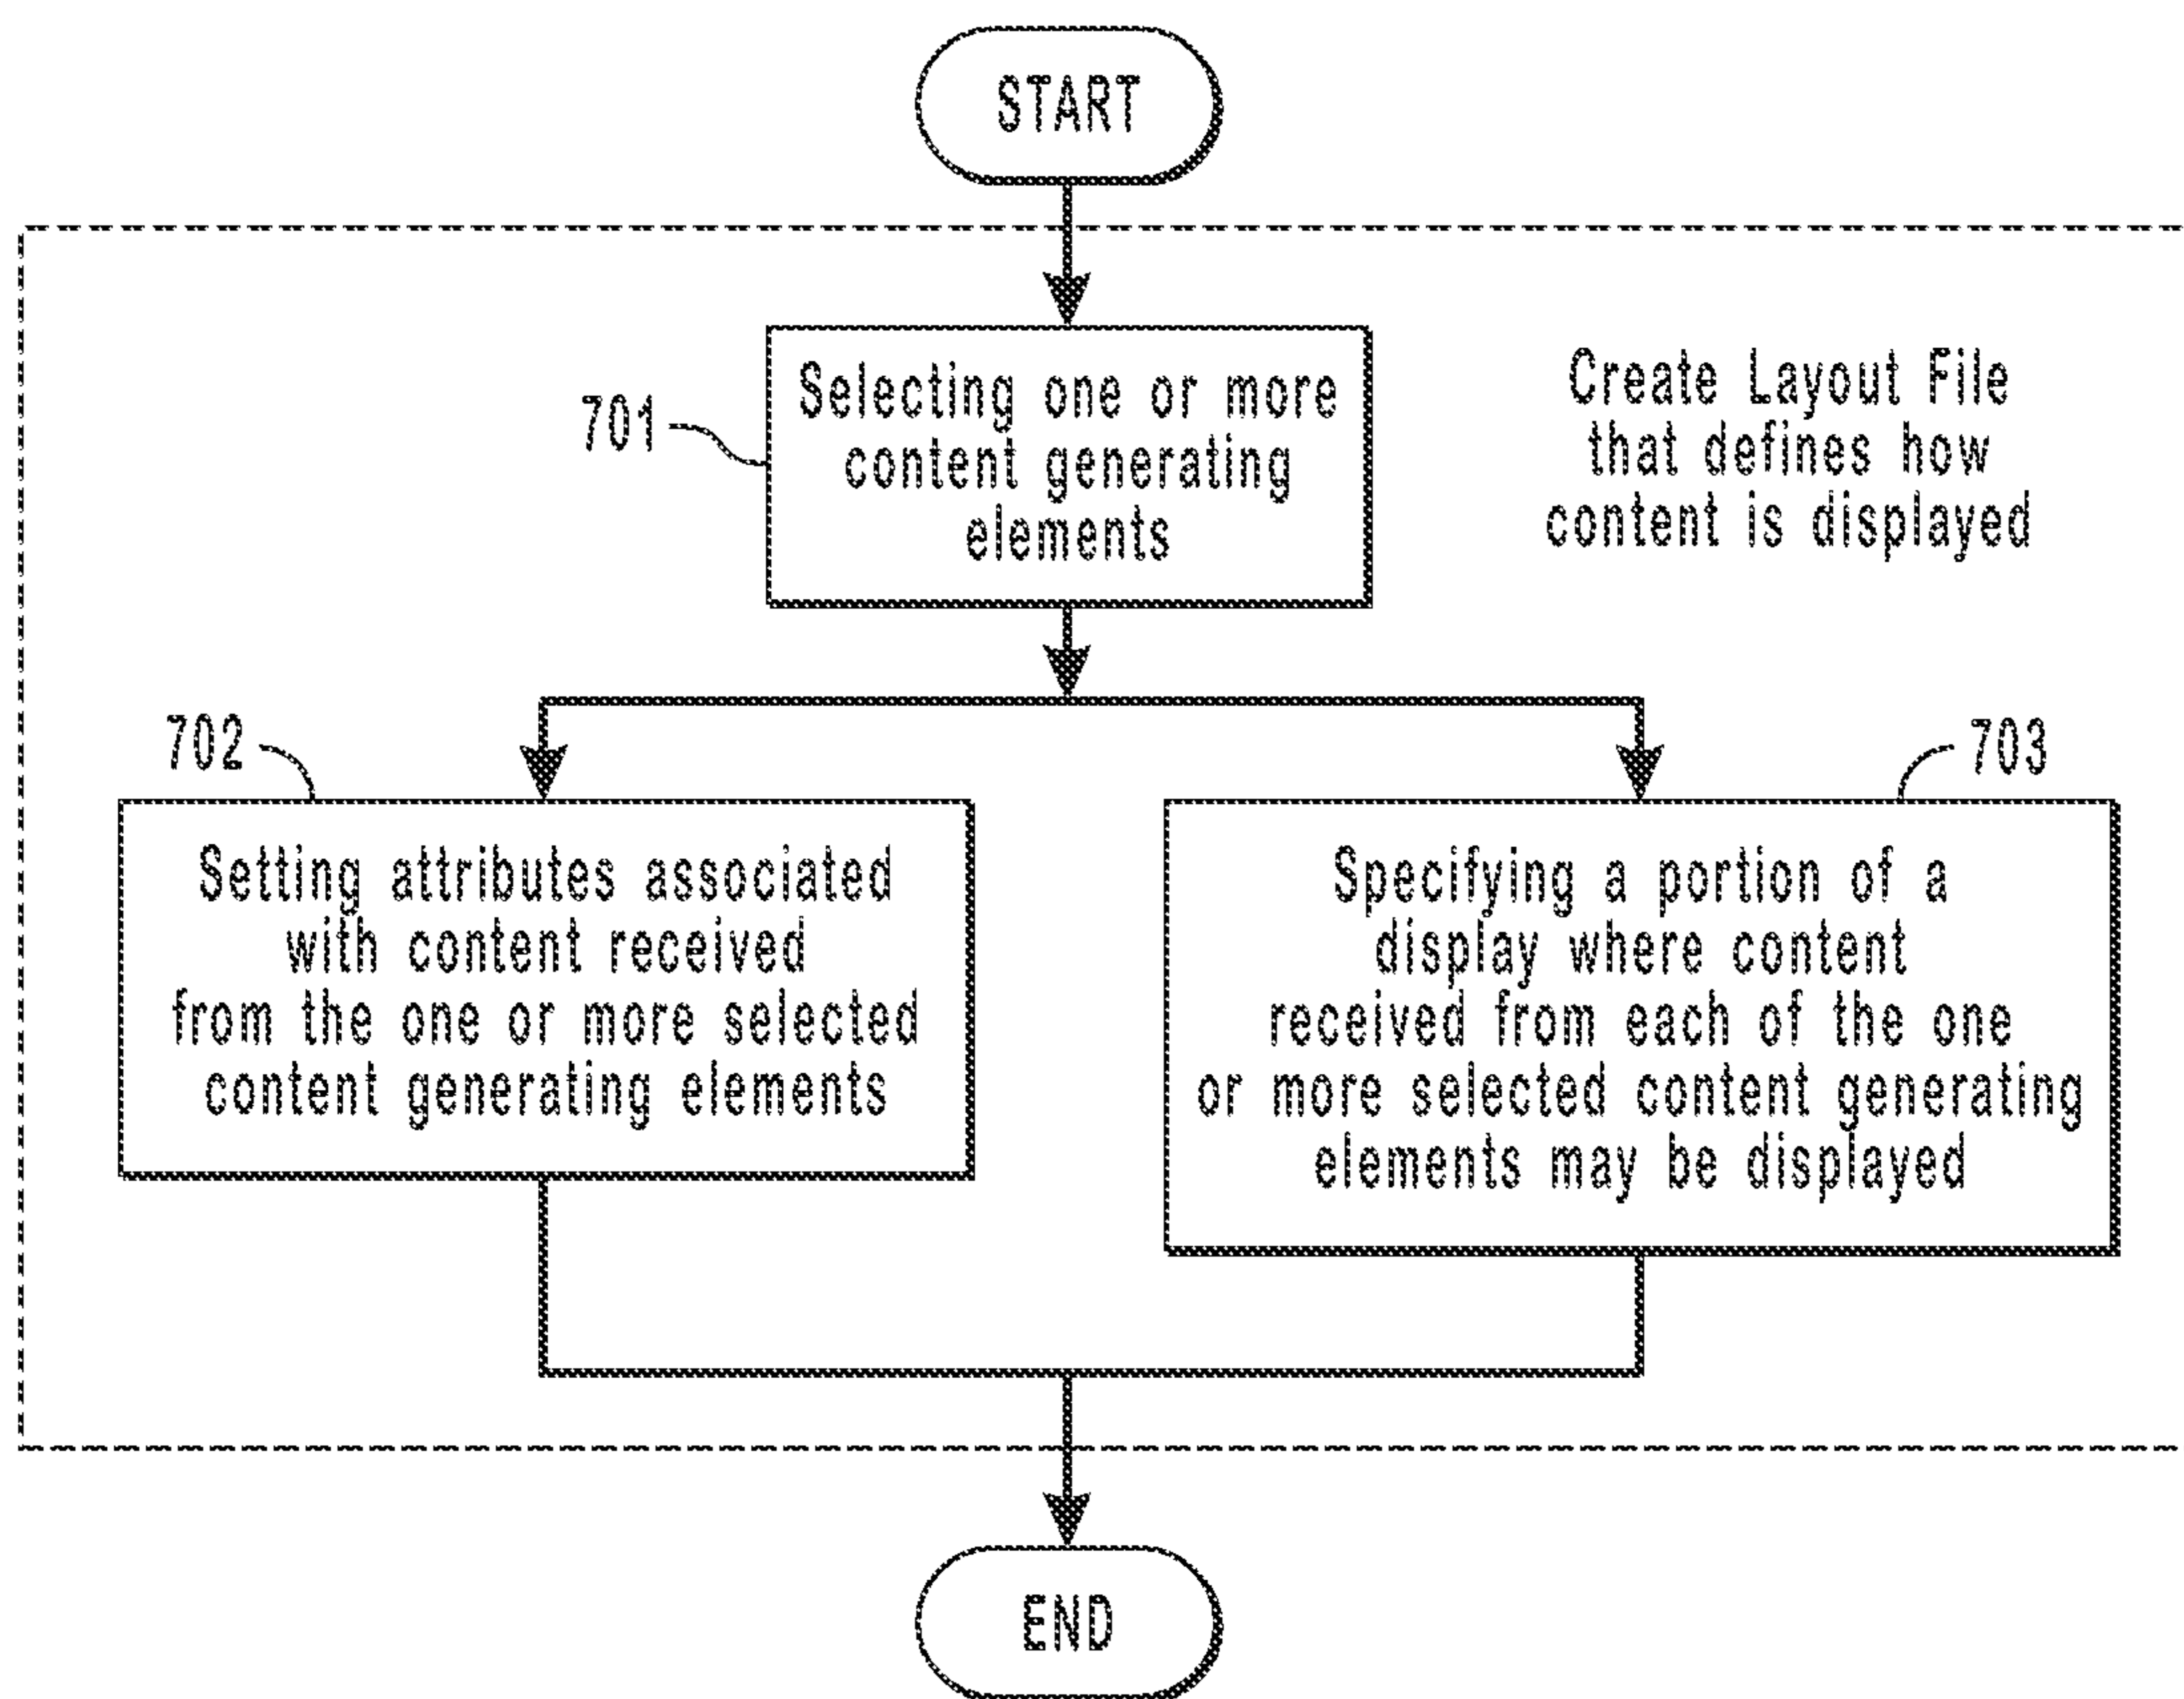 START
701
Selecting one or more
content generating
elements
Create Layout File
that defines how
content is displayed
702
Setting attributes associated
with content received
from the one or more selected
content generating elements
703
Specifying a portion of a
display where content
received from each of the one
or more selected content generating
elements may be displayed
END